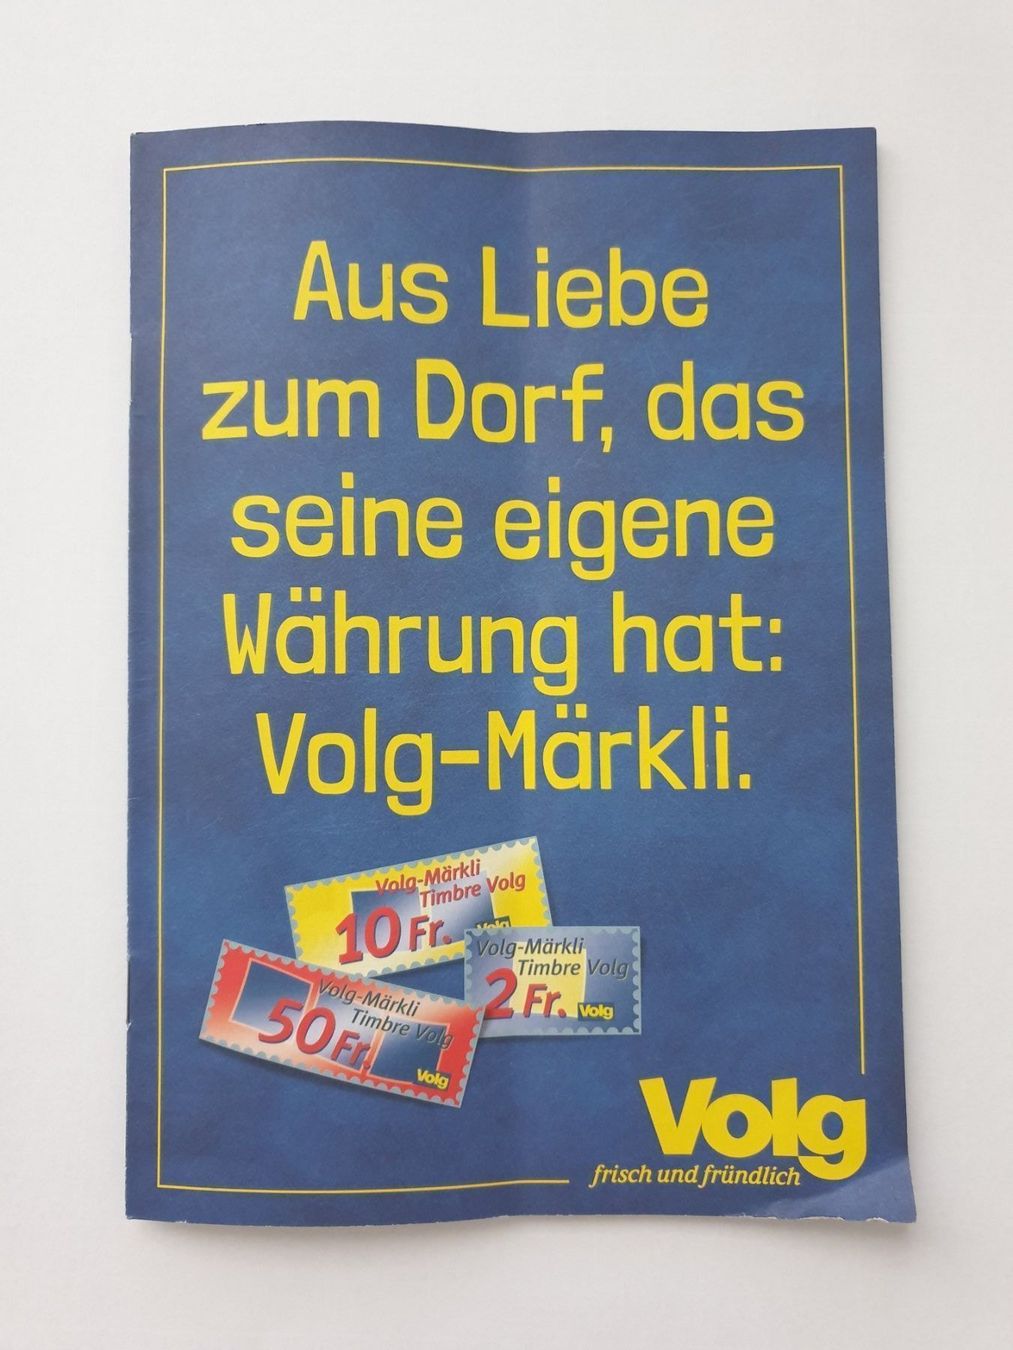 Aus Liebe
zum Dorf, das
seine eigene
Währung hat:
Volg-Märkli.
Volg-Märkli
Timbre Volg
10 Fr.
Volg
Volg-Märkli
Timbre Volg
2 Fr.
Volg
Volg-Märkli
Timbre Volg
50 Fr.
Volg
Volg
frisch und fründlich